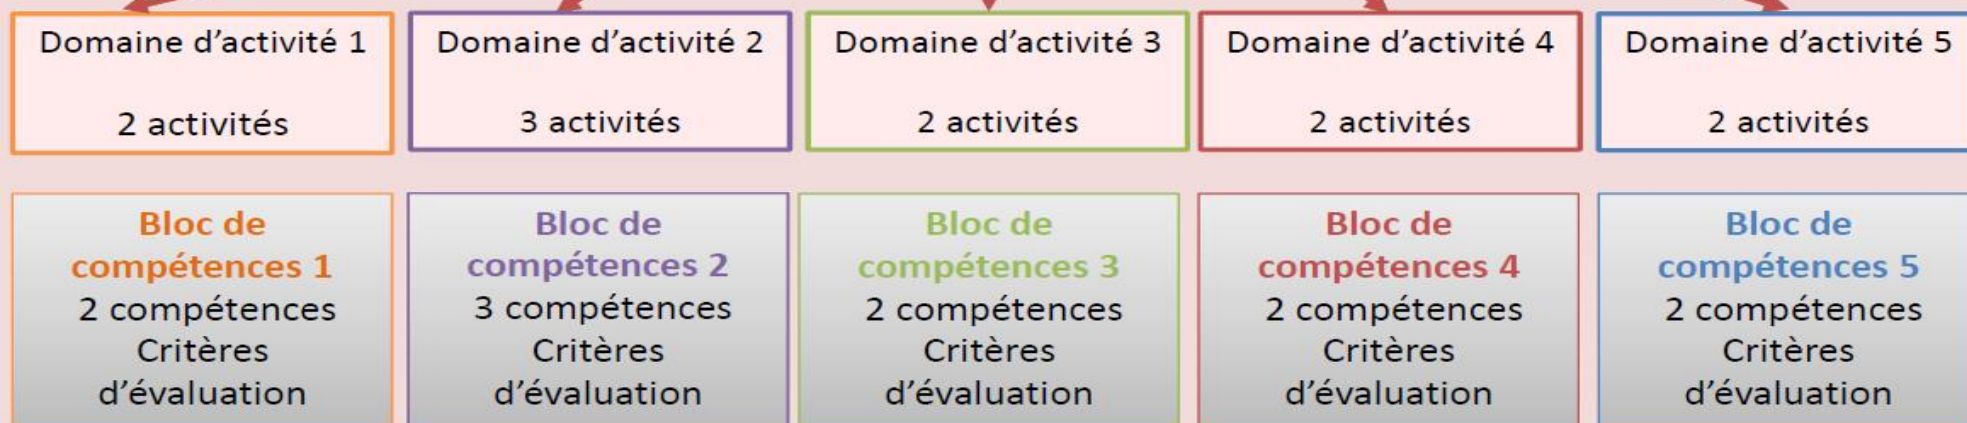 Domaine d'activité 1
2 activités
Domaine d'activité 2
3 activités
Domaine d'activité 3
2 activités
Domaine d'activité 4
2 activités
Domaine d'activité 5
2 activités
Bloc de
compétences 1
2 compétences
Critères
d'évaluation
Bloc de
compétences 2
3 compétences
Critères
d'évaluation
Bloc de
compétences 3
2 compétences
Critères
d'évaluation
Bloc de
compétences 4
2 compétences
Critères
d'évaluation
Bloc de
compétences 5
2 compétences
Critères
d'évaluation